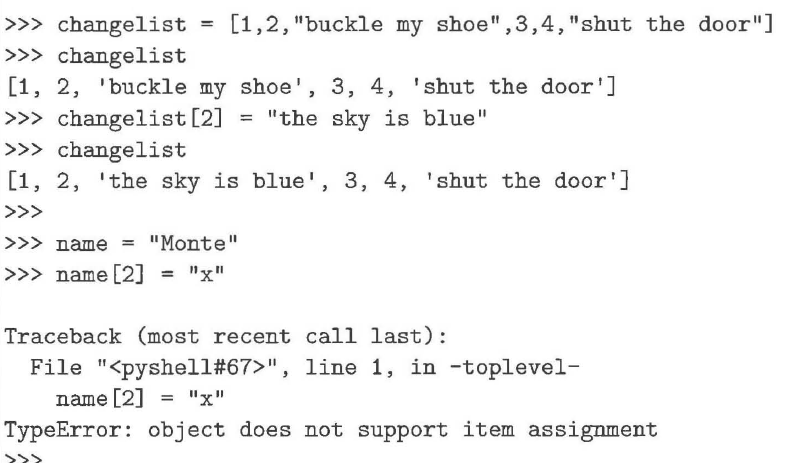 >>> changelist = [1,2,"buckle my shoe",3,4,"shut the door"]
>>> changelist
[1, 2, 'buckle my shoe', 3, 4, 'shut the door']
>>> changelist[2] = "the sky is blue"
>>> changelist
[1, 2, 'the sky is blue', 3, 4, 'shut the door']
>>>
>>> name = "Monte"
>>> name[2] = "x"
Traceback (most recent call last):
  File "<pyshell#67>", line 1, in -toplevel-
    name[2] = "x"
TypeError: object does not support item assignment
>>>